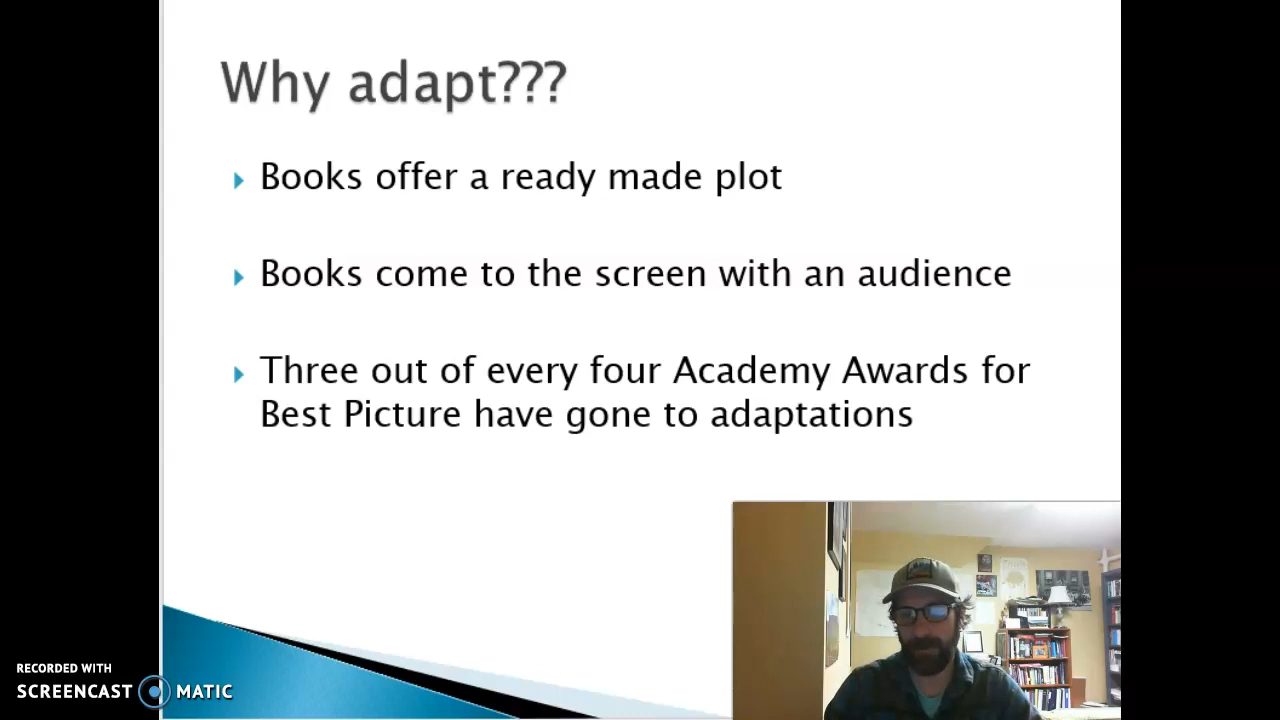 Why adapt???
Books offer a ready made plot
Books come to the screen with an audience
Three out of every four Academy Awards for
Best Picture have gone to adaptations
RECORDED WITH
SCREENCAST MATIC